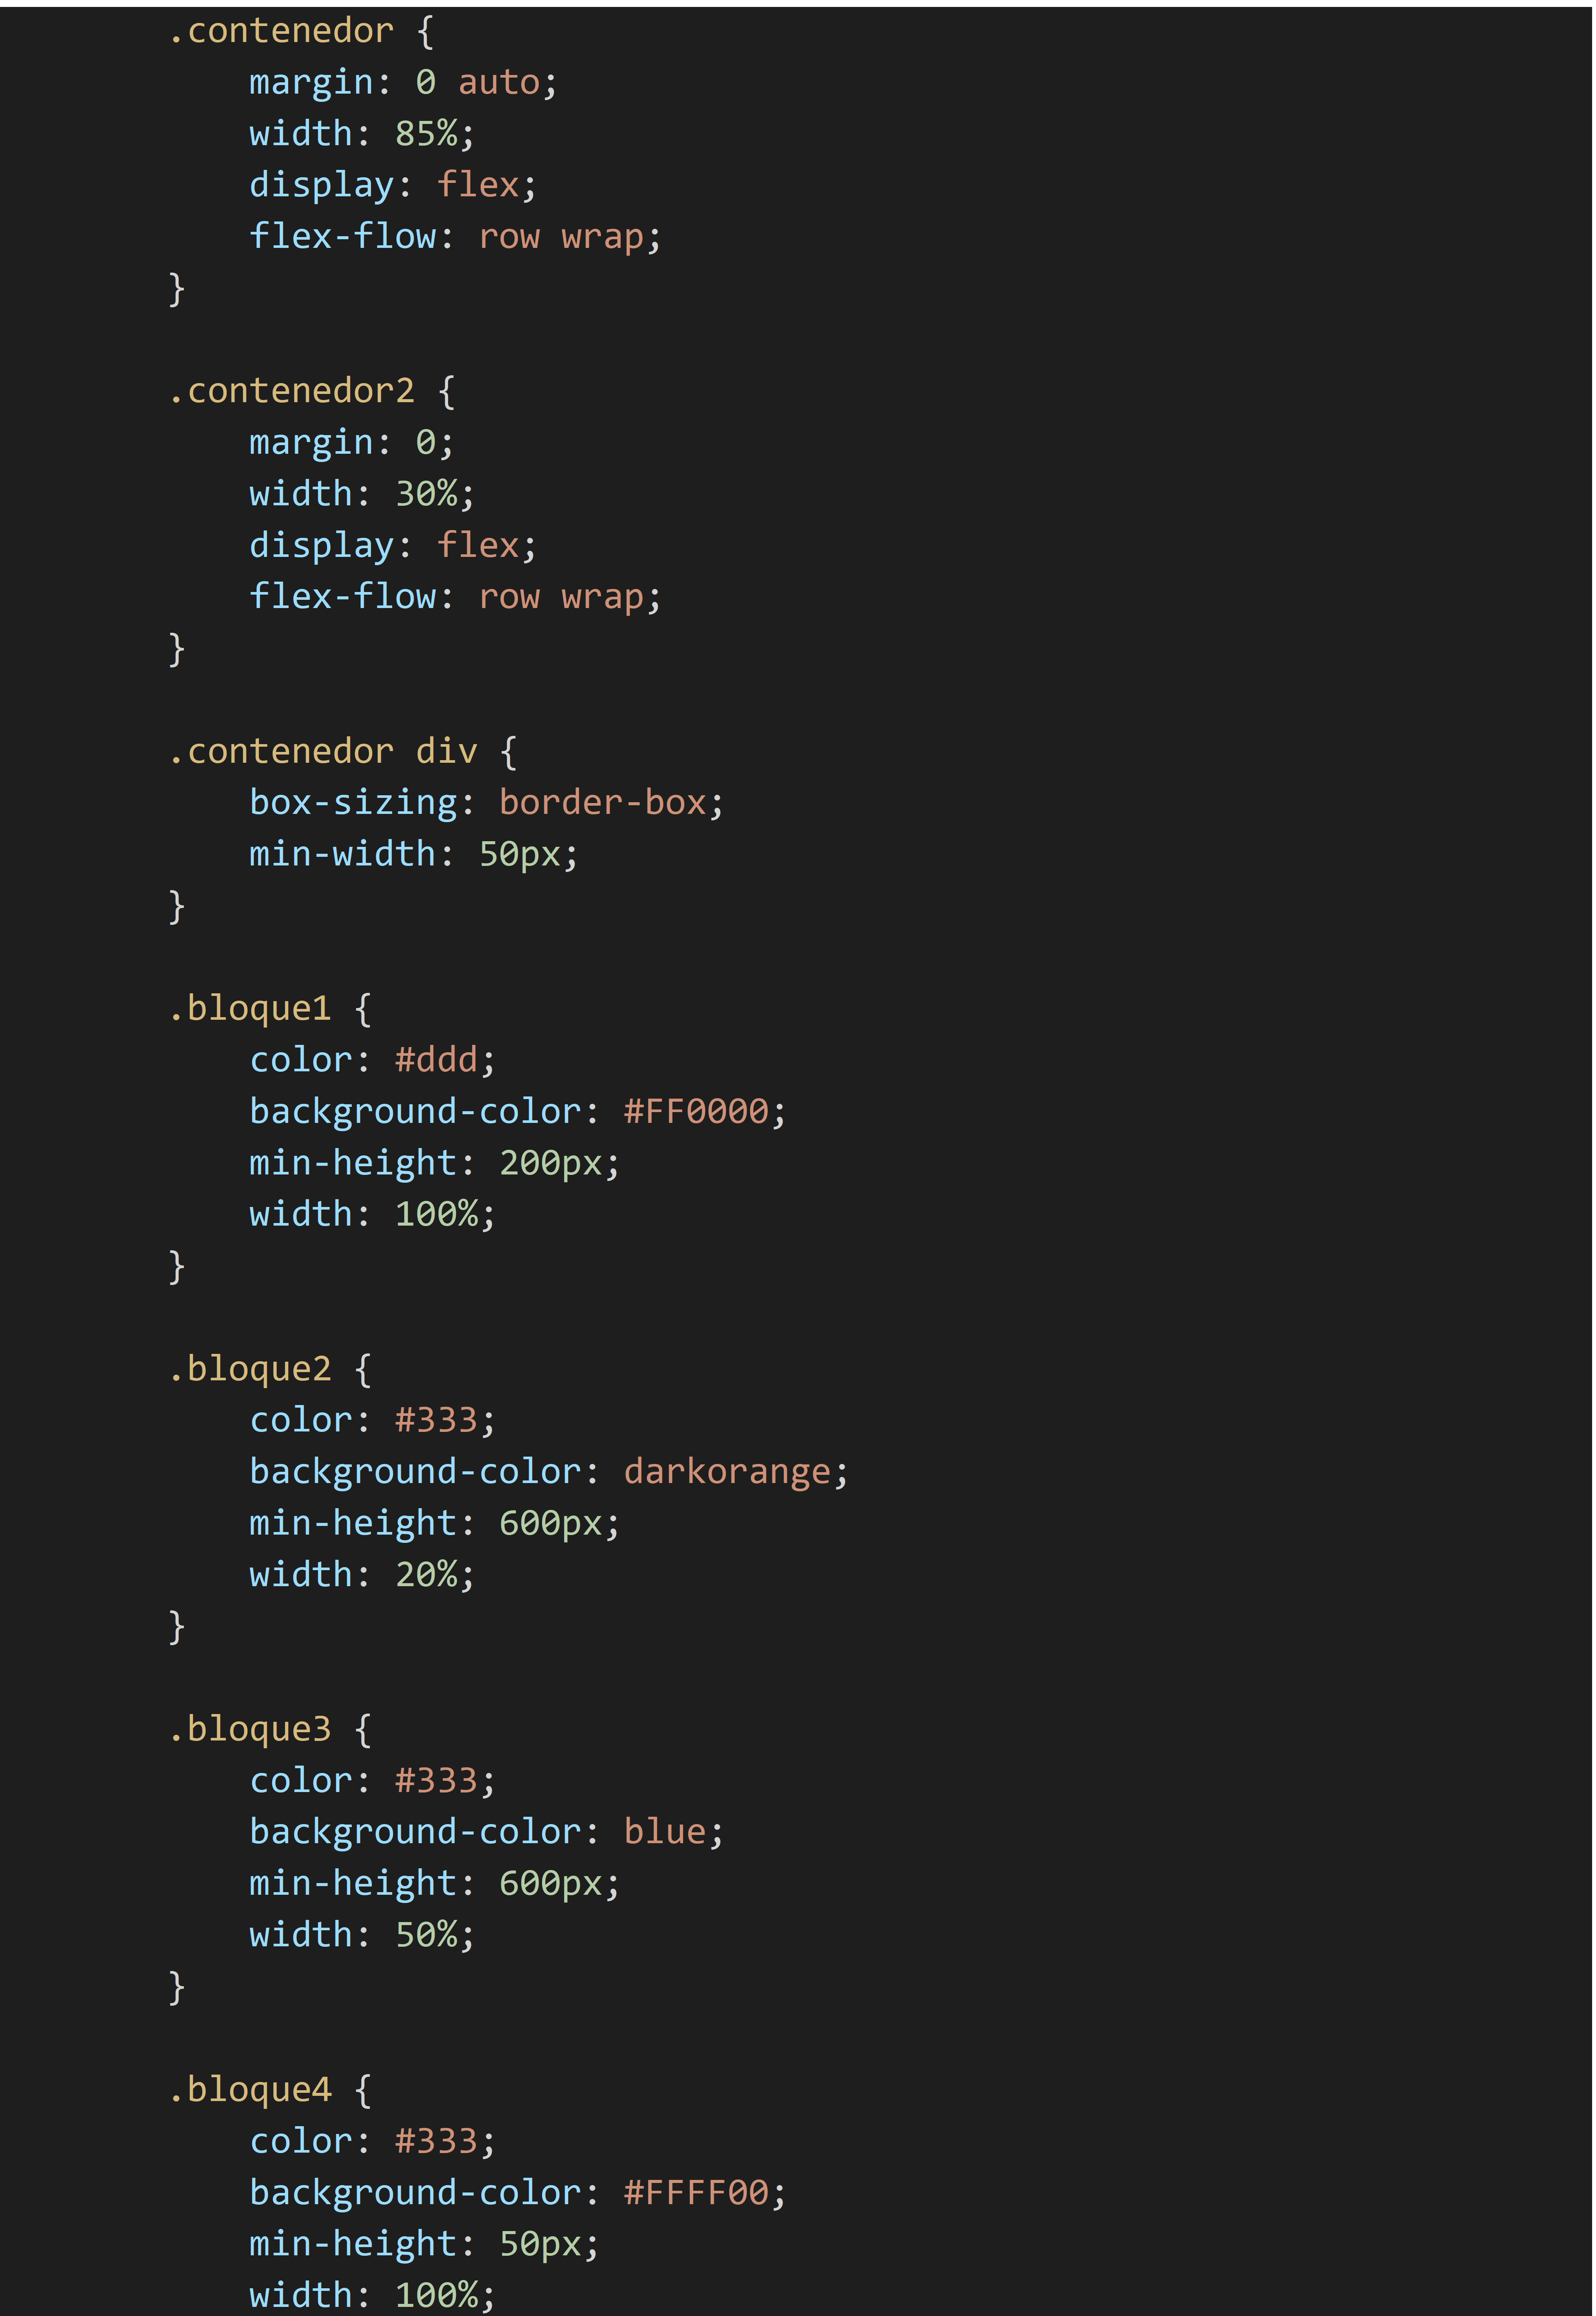 .contenedor {
margin: 0 auto;
width: 85%;
display: flex;
flex-flow: row wrap;
}
.contenedor2 {
margin: 0;
width: 30%;
display: flex;
flex-flow: row wrap;
}
.contenedor div {
box-sizing: border-box;
min-width: 50px;
}
.bloque1 {
color: #ddd;
background-color: #FF0000;
min-height: 200px;
width: 100%;
}
.bloque2 {
color: #333;
background-color: darkorange;
min-height: 600px;
width: 20%;
}
.bloque3 {
color: #333;
background-color: blue;
min-height: 600px;
width: 50%;
}
.bloque4 {
color: #333;
background-color: #FFFF00;
min-height: 50px;
width: 100%;